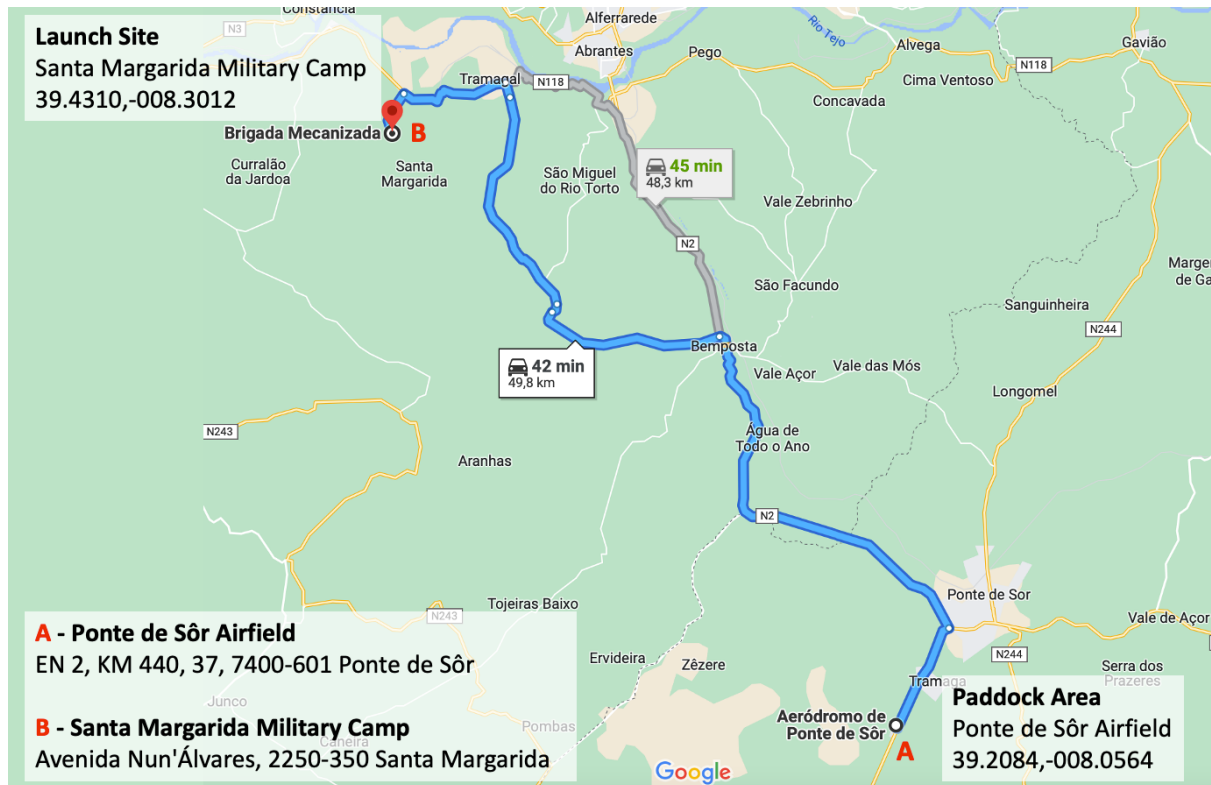 Launch Site
Santa Margarida Military Camp
39.4310,-008.3012
Constância
N3
Alferrarede
Abrantes
Rio Tejo
Alvega
Gavião
Pego
N118
Cima Ventoso
Tramagal
N118
Concavada
Brigada Mecanizada
B
Curralão
da Jardoa
Santa
Margarida
São Miguel
do Rio Torto
45 min
48,3 km
Vale Zebrinho
N2
Margem
de Ga
São Facundo
Sanguinheira
N244
Bemposta
42 min
49,8 km
Vale Açor
Vale das Mós
Longomel
N243
Água de
Todo o Ano
Aranhas
N2
Ponte de Sor
Tojeiras Baixo
N243
Vale de Açor
A - Ponte de Sôr Airfield
EN 2, KM 440, 37, 7400-601 Ponte de Sôr
Ervideira
Zêzere
N244
Serra dos
Prazeres
Tramaga
Junco
Pombas
Caneira
B - Santa Margarida Military Camp
Avenida Nun'Álvares, 2250-350 Santa Margarida
Aeródromo de
Ponte de Sôr
A
Paddock Area
Ponte de Sôr Airfield
39.2084,-008.0564
Google